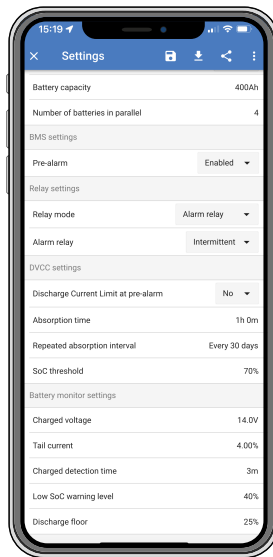 15:19
Settings
Battery capacity 400Ah
Number of batteries in parallel 4
BMS settings
Pre-alarm Enabled
Relay settings
Relay mode Alarm relay
Alarm relay Intermittent
DVCC settings
Discharge Current Limit at pre-alarm No
Absorption time 1h 0m
Repeated absorption interval Every 30 days
SoC threshold 70%
Battery monitor settings
Charged voltage 14.0V
Tail current 4.00%
Charged detection time 3m
Low SoC warning level 40%
Discharge floor 25%